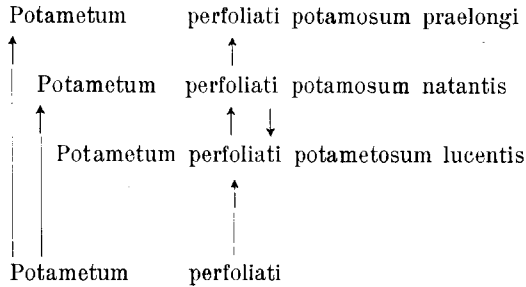 Potametum perfoliati potamosum praelongi
Potametum perfoliati potamosum natantis
Potametum perfoliati potametosum lucentis
Potametum perfoliati